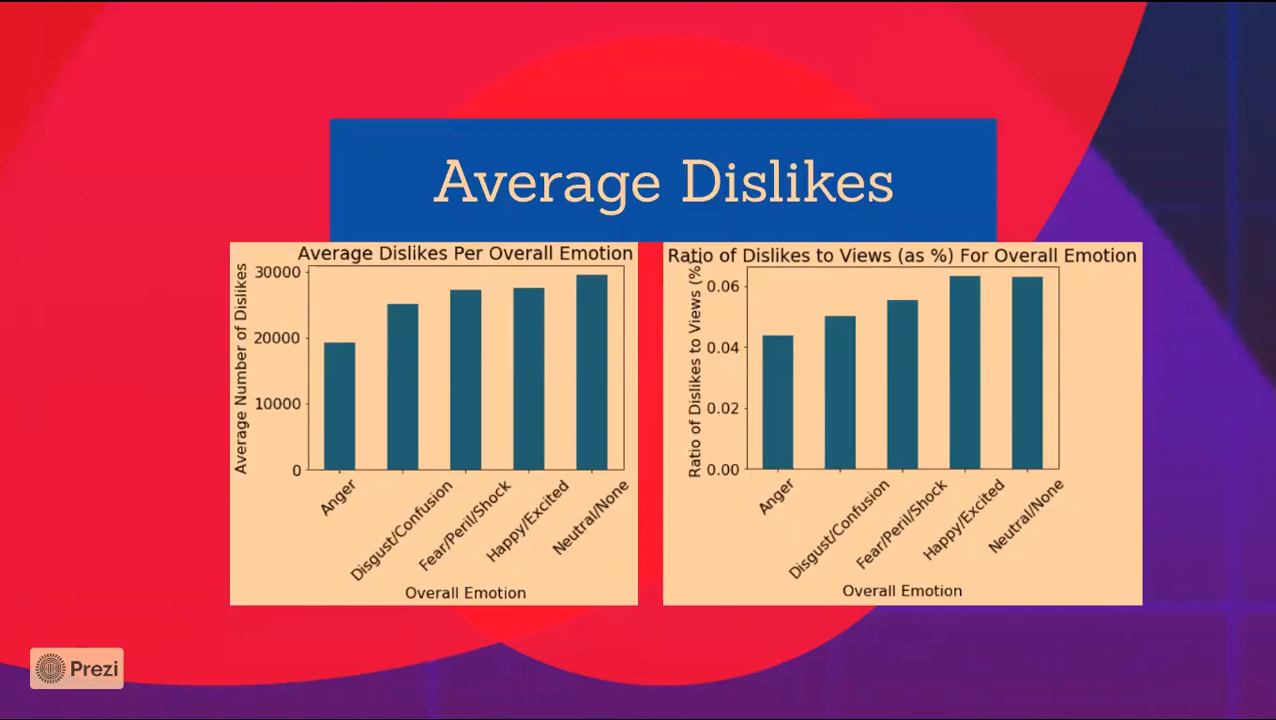 Average Dislikes
Average Dislikes Per Overall Emotion
Average Number of Dislikes
30000
20000
10000
0
Anger
Disgust/Confusion
Fear/Peril/Shock
Happy/Excited
Neutral/None
Overall Emotion
Ratio of Dislikes to Views (as %) For Overall Emotion
Ratio of Dislikes to Views (%)
0.06
0.04
0.02
0.00
Anger
Disgust/Confusion
Fear/Peril/Shock
Happy/Excited
Neutral/None
Overall Emotion
Prezi